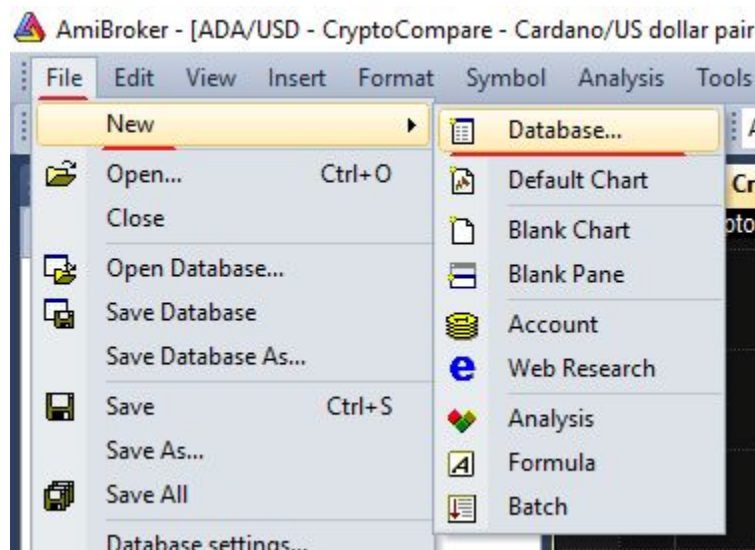 AmiBroker - [ADA/USD - CryptoCompare - Cardano/US dollar pair
File Edit View Insert Format Symbol Analysis Tools
New
Open... Ctrl+O
Close
Open Database...
Save Database
Save Database As...
Save Ctrl+S
Save As...
Save All
Database settings...
Database...
Default Chart
Blank Chart
Blank Pane
Account
Web Research
Analysis
Formula
Batch
Cr
pto